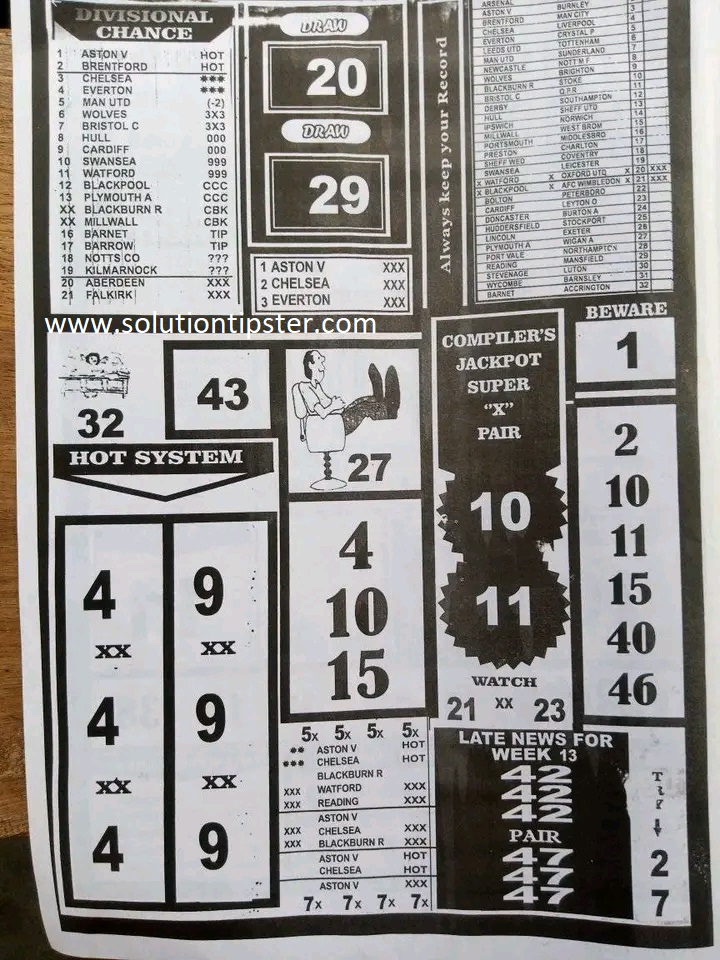 DIVISIONAL
CHANCE
1 ASTON V HOT
2 BRENTFORD HOT
3 CHELSEA ***
4 EVERTON ***
5 MAN UTD (-2)
6 WOLVES 3X3
7 BRISTOL C 3X3
8 HULL 000
9 CARDIFF 000
10 SWANSEA 999
11 WATFORD 999
12 BLACKPOOL CCC
13 PLYMOUTH A CCC
XX BLACKBURN R CBK
XX MILLWALL CBK
16 BARNET TIP
17 BARROW TIP
18 NOTTS CO ???
19 KILMARNOCK ???
20 ABERDEEN XXX
21 FALKIRK XXX
DRAW
20
DRAW
29
1 ASTON V XXX
2 CHELSEA XXX
3 EVERTON XXX
Always keep your Record
ARSENAL BURNLEY
ASTON V MAN CITY 3
BRENTFORD LIVERPOOL 4
CHELSEA CRYSTAL P 5
EVERTON TOTTENHAM 6
LEEDS UTD SUNDERLAND 7
MAN UTD NOTT'M F 8
NEWCASTLE BRIGHTON 9
WOLVES STOKE 10
BLACKBURN R Q.P.R 11
BRISTOL C SOUTHAMPTON 12
DERBY SHEFF UTD 13
HULL NORWICH 14
IPSWICH WEST BROM 15
MILLWALL MIDDLESBRO 16
PORTSMOUTH CHARLTON 17
PRESTON COVENTRY 18
SHEFF WED LEICESTER 19
SWANSEA X OXFORD UTD X 20 XXX
X WATFORD X AFC WIMBLEDON X 21 XXX
X BLACKPOOL PETERBORO 22
BOLTON LEYTON O 23
CARDIFF BURTON A 24
DONCASTER STOCKPORT 25
HUDDERSFIELD EXETER 26
LINCOLN WIGAN A 27
PLYMOUTH A NORTHAMPTON 28
PORT VALE MANSFIELD 29
READING LUTON 30
STEVENAGE BARNSLEY 31
WYCOMBE ACCRINGTON 32
BARNET
www.solutiontipster.com
32
43
27
HOT SYSTEM
4 9
XX XX
4 9
XX XX
4 9
4
10
15
5x 5x 5x 5x
** ASTON V HOT
*** CHELSEA HOT
BLACKBURN R
XXX WATFORD XXX
XXX READING XXX
ASTON V
XXX CHELSEA XXX
XXX BLACKBURN R XXX
ASTON V HOT
CHELSEA HOT
ASTON V XXX
7x 7x 7x 7x
COMPILER'S
JACKPOT
SUPER
"X"
PAIR
10
11
WATCH
21 XX 23
BEWARE
1
2
10
11
15
40
46
LATE NEWS FOR
WEEK 13
42
42
42
PAIR
47
47
47
2
7